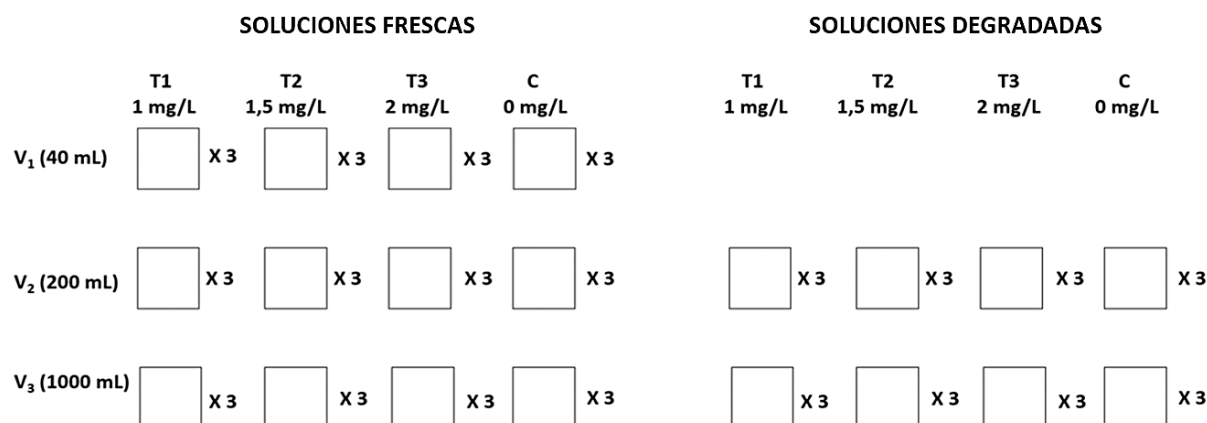 SOLUCIONES FRESCAS
SOLUCIONES DEGRADADAS
T1 T2 T3 C
1 mg/L 1,5 mg/L 2 mg/L 0 mg/L
T1 T2 T3 C
1 mg/L 1,5 mg/L 2 mg/L 0 mg/L
V₁ (40 mL) X 3 X 3 X 3 X 3
V₂ (200 mL) X 3 X 3 X 3 X 3
X 3 X 3 X 3 X 3
V₃ (1000 mL) X 3 X 3 X 3 X 3
X 3 X 3 X 3 X 3